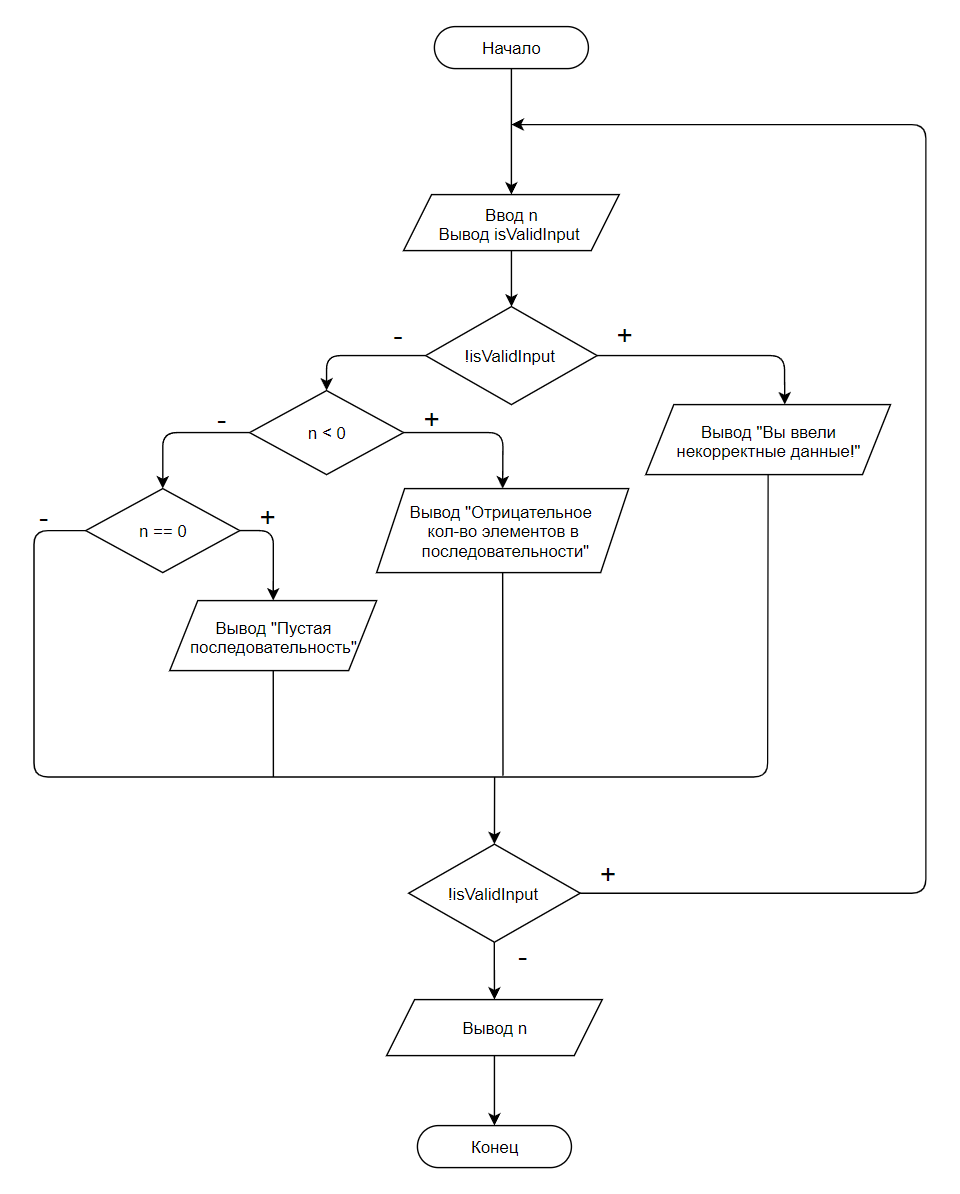 Начало
Ввод n
Вывод isValidInput
!isValidInput
-
+
n < 0
-
+
Вывод "Вы ввели
некорректные данные!"
n == 0
-
+
Вывод "Отрицательное
кол-во элементов в
последовательности"
Вывод "Пустая
последовательность"
!isValidInput
+
-
Вывод n
Конец